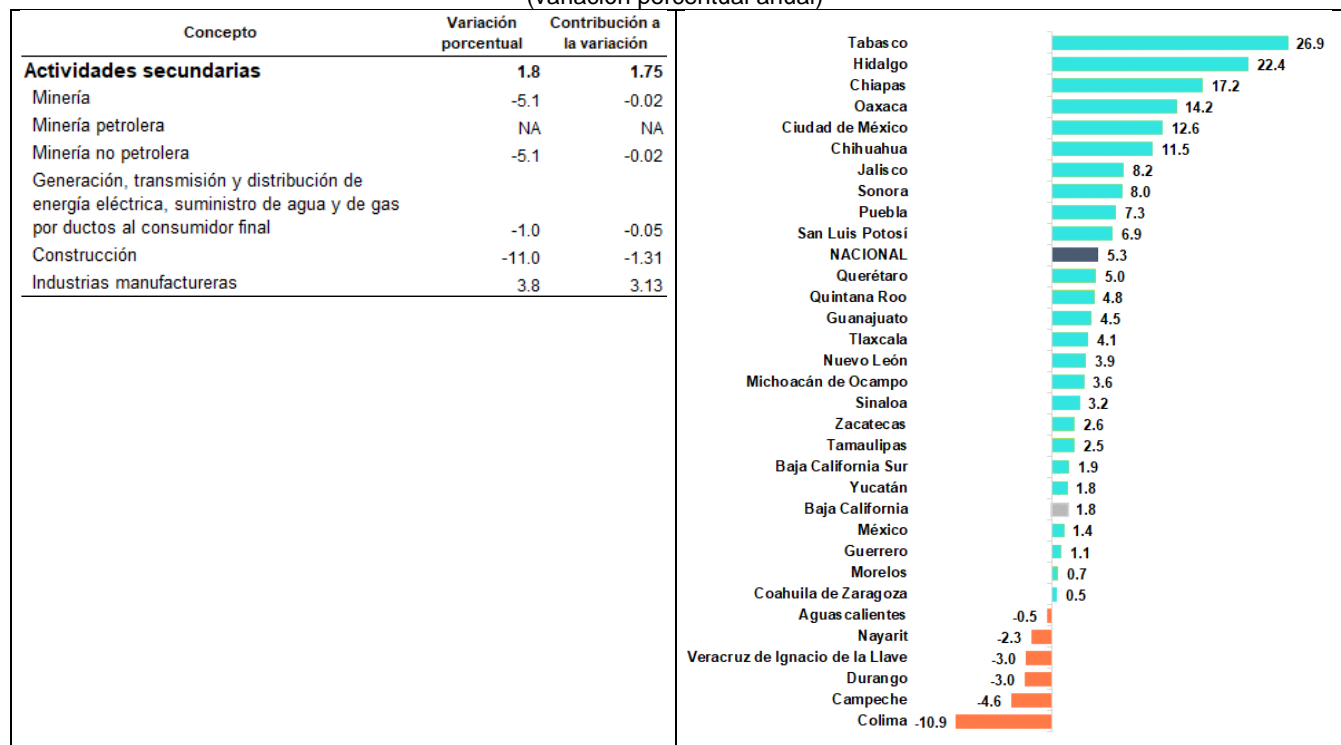 (variación porcentual anual)
Concepto
Variación porcentual
Contribución a la variación
Actividades secundarias 1.8 1.75
Minería -5.1 -0.02
Minería petrolera NA NA
Minería no petrolera -5.1 -0.02
Generación, transmisión y distribución de
energía eléctrica, suministro de agua y de gas
por ductos al consumidor final -1.0 -0.05
Construcción -11.0 -1.31
Industrias manufactureras 3.8 3.13
Tabasco 26.9
Hidalgo 22.4
Chiapas 17.2
Oaxaca 14.2
Ciudad de México 12.6
Chihuahua 11.5
Jalisco 8.2
Sonora 8.0
Puebla 7.3
San Luis Potosí 6.9
NACIONAL 5.3
Querétaro 5.0
Quintana Roo 4.8
Guanajuato 4.5
Tlaxcala 4.1
Nuevo León 3.9
Michoacán de Ocampo 3.6
Sinaloa 3.2
Zacatecas 2.6
Tamaulipas 2.5
Baja California Sur 1.9
Yucatán 1.8
Baja California 1.8
México 1.4
Guerrero 1.1
Morelos 0.7
Coahuila de Zaragoza 0.5
Aguascalientes -0.5
Nayarit -2.3
Veracruz de Ignacio de la Llave -3.0
Durango -3.0
Campeche -4.6
Colima -10.9